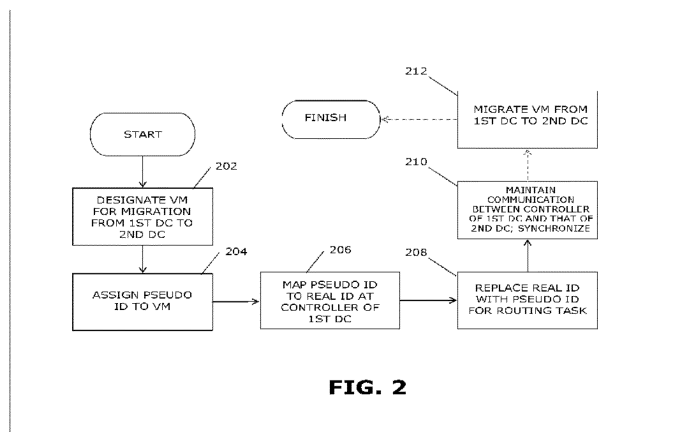 START
202
DESIGNATE VM
FOR MIGRATION
FROM 1ST DC TO
2ND DC
204
ASSIGN PSEUDO
ID TO VM
206
MAP PSEUDO ID
TO REAL ID AT
CONTROLLER OF
1ST DC
208
REPLACE REAL ID
WITH PSEUDO ID
FOR ROUTING TASK
210
MAINTAIN
COMMUNICATION
BETWEEN CONTROLLER
OF 1ST DC AND THAT OF
2ND DC; SYNCHRONIZE
212
MIGRATE VM FROM
1ST DC TO 2ND DC
FINISH
FIG. 2